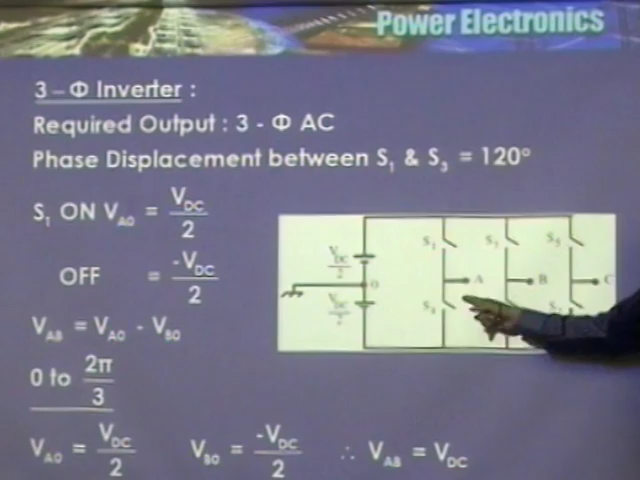 Power Electronics
3 – Φ Inverter :
Required Output : 3 - Φ AC
Phase Displacement between S₁ & S₃ = 120°
S₁ ON V_AO = V_DC/2
OFF = -V_DC/2
V_AB = V_AO - V_BO
0 to 2π/3
V_AO = V_DC/2 V_BO = -V_DC/2 ∴ V_AB = V_DC
S₁ S₃ S₅
V_DC/2
0 A B C
V_DC/2 S₄